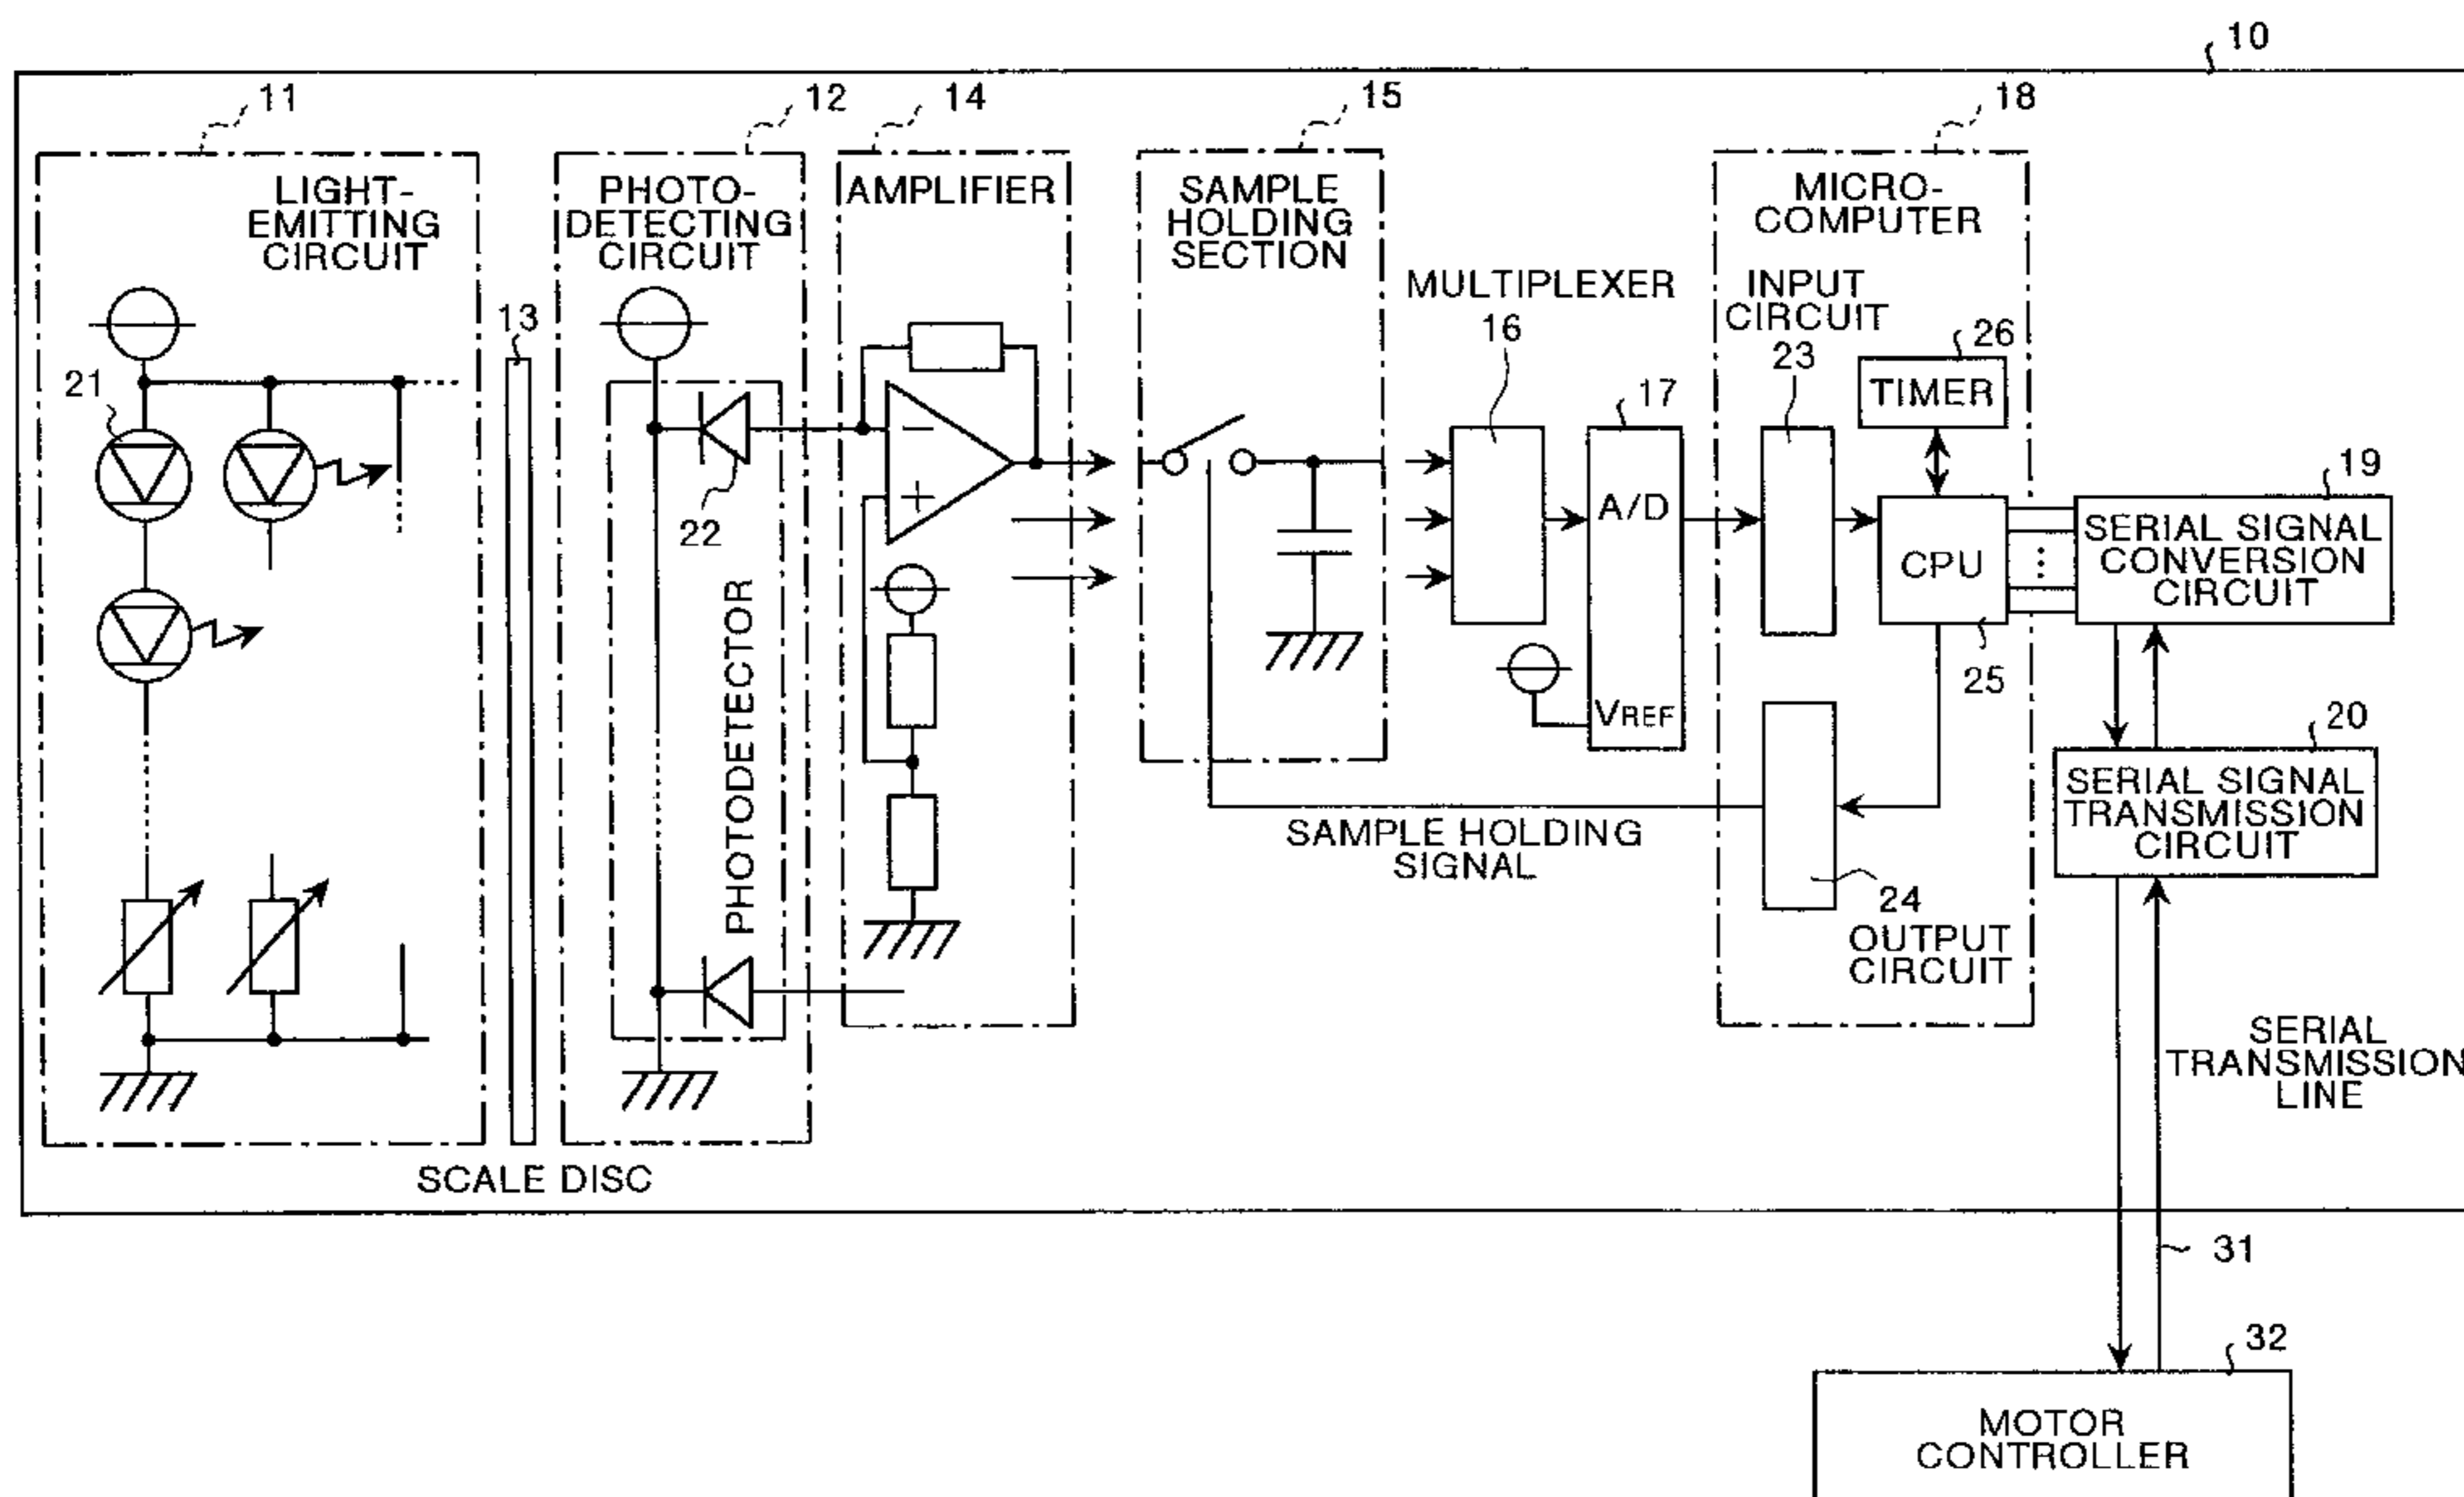 10
11
12
14
15
18
LIGHT-
EMITTING
CIRCUIT
PHOTO-
DETECTING
CIRCUIT
AMPLIFIER
SAMPLE
HOLDING
SECTION
MICRO-
COMPUTER
MULTIPLEXER
16
INPUT
CIRCUIT
23
26
TIMER
13
21
22
17
A/D
VREF
CPU
25
19
SERIAL SIGNAL
CONVERSION
CIRCUIT
PHOTODETECTOR
20
SERIAL SIGNAL
TRANSMISSION
CIRCUIT
SAMPLE HOLDING
SIGNAL
24
OUTPUT
CIRCUIT
SERIAL
TRANSMISSION
LINE
SCALE DISC
31
32
MOTOR
CONTROLLER